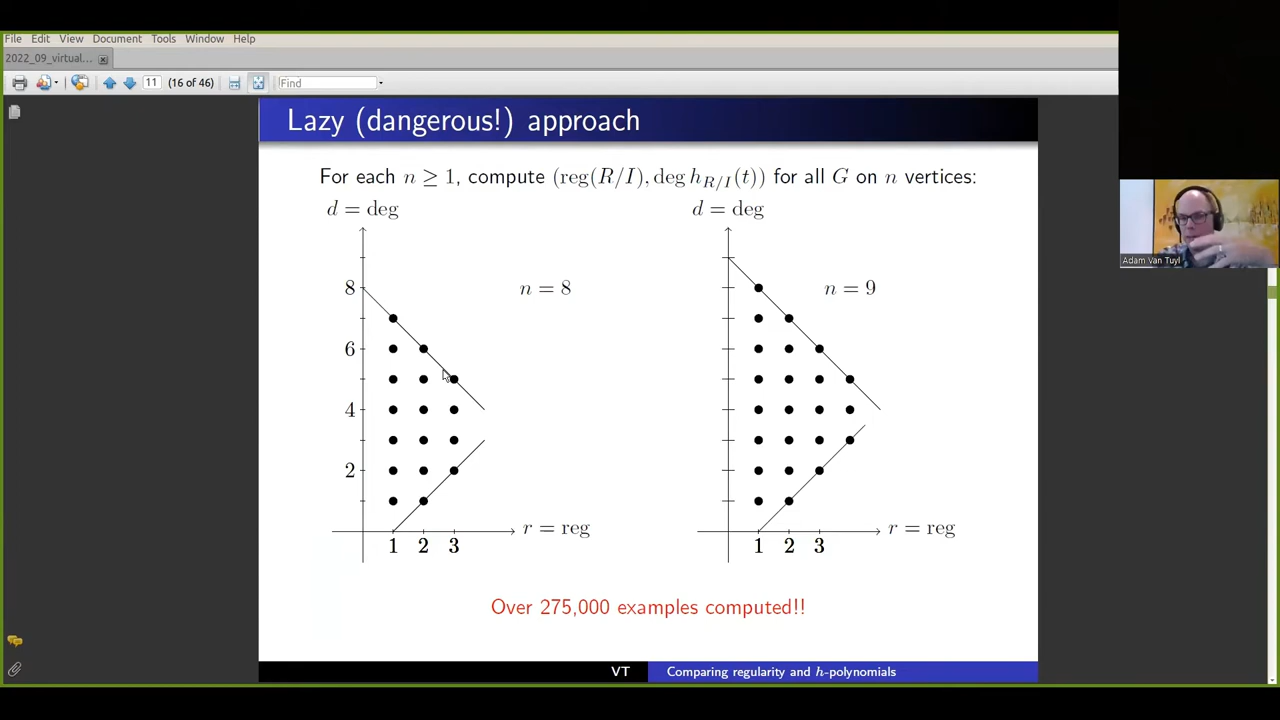 File Edit View Document Tools Window Help
2022_09_virtual...
11 (16 of 46) Find
Lazy (dangerous!) approach
For each n ≥ 1, compute (reg(R/I), deg h_{R/I}(t)) for all G on n vertices:
d = deg
8
6
4
2
1 2 3
r = reg
n = 8
d = deg
n = 9
1 2 3
r = reg
Over 275,000 examples computed!!
VT Comparing regularity and h-polynomials
Adam Van Tuyl